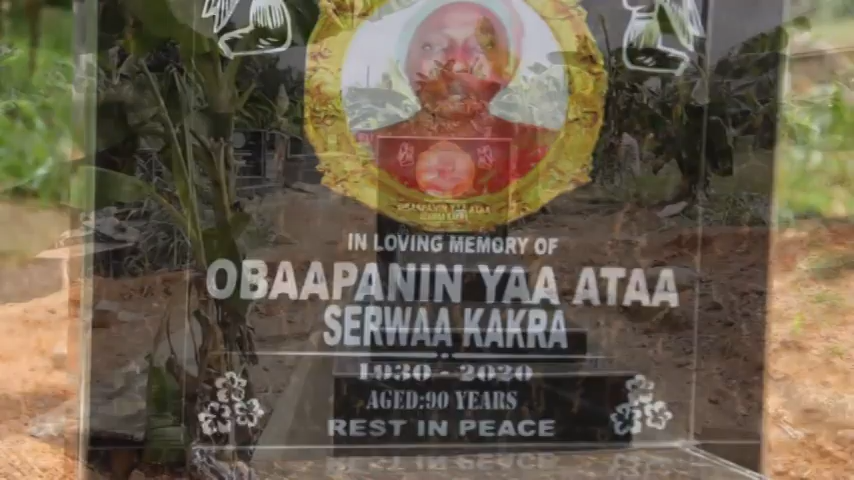 IN LOVING MEMORY OF
OBAAPANIN YAA ATAA
SERWAA KAKRA
1930 - 2020
AGED:90 YEARS
REST IN PEACE